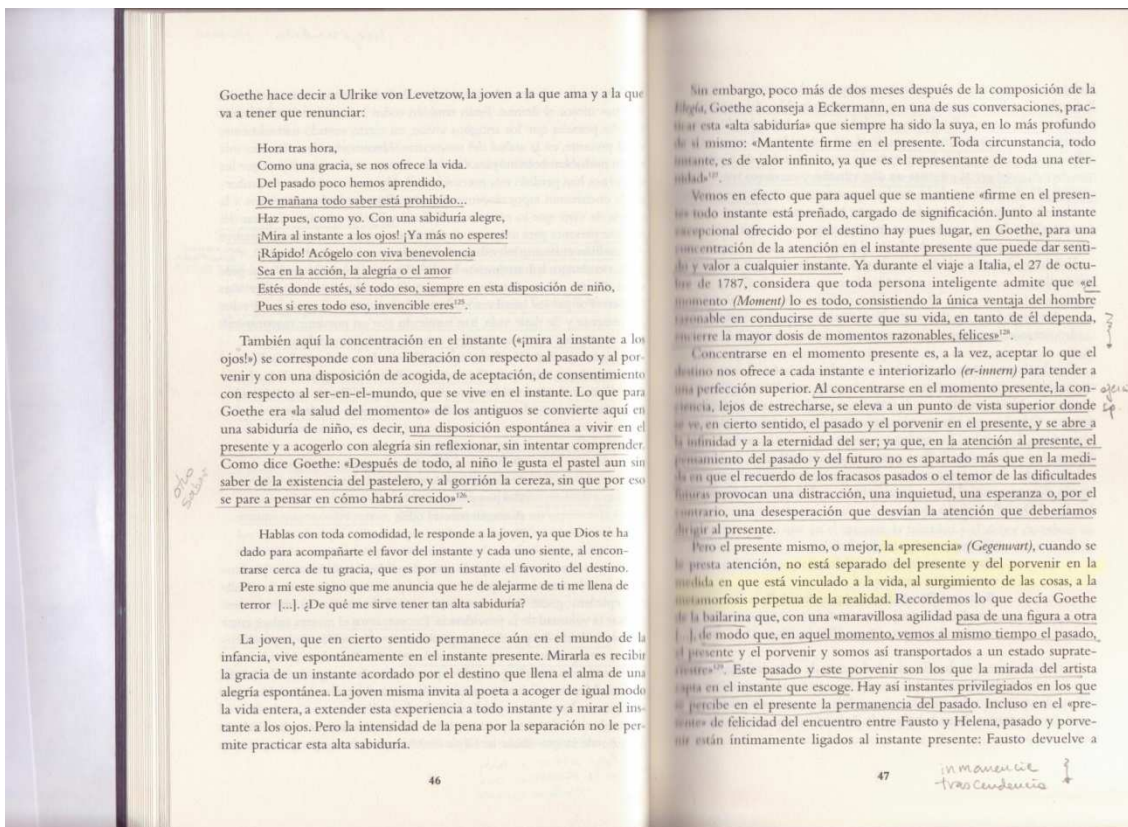 Goethe hace decir a Ulrike von Levetzow, la joven a la que ama y a la que
va a tener que renunciar:
Hora tras hora,
Como una gracia, se nos ofrece la vida.
Del pasado poco hemos aprendido,
De mañana todo saber está prohibido...
Haz pues, como yo. Con una sabiduría alegre,
¡Mira al instante a los ojos! ¡Ya más no esperes!
¡Rápido! Acógelo con viva benevolencia
Sea en la acción, la alegría o el amor
Estés donde estés, sé todo eso, siempre en esta disposición de niño,
Pues si eres todo eso, invencible eres¹²⁵.
También aquí la concentración en el instante («¡mira al instante a los
ojos!») se corresponde con una liberación con respecto al pasado y al por-
venir y con una disposición de acogida, de aceptación, de consentimiento
con respecto al ser-en-el-mundo, que se vive en el instante. Lo que para
Goethe era «la salud del momento» de los antiguos se convierte aquí en
una sabiduría de niño, es decir, una disposición espontánea a vivir en el
presente y a acogerlo con alegría sin reflexionar, sin intentar comprender.
Como dice Goethe: «Después de todo, al niño le gusta el pastel aun sin
saber de la existencia del pastelero, y al gorrión la cereza, sin que por eso
se pare a pensar en cómo habrá crecido»¹²⁶.
Hablas con toda comodidad, le responde a la joven, ya que Dios te ha
dado para acompañarte el favor del instante y cada uno siente, al encon-
trarse cerca de tu gracia, que es por un instante el favorito del destino.
Pero a mí este signo que me anuncia que he de alejarme de ti me llena de
terror [...]. ¿De qué me sirve tener tan alta sabiduría?
La joven, que en cierto sentido permanece aún en el mundo de la
infancia, vive espontáneamente en el instante presente. Mirarla es recibir
la gracia de un instante acordado por el destino que llena el alma de una
alegría espontánea. La joven misma invita al poeta a acoger de igual modo
la vida entera, a extender esta experiencia a todo instante y a mirar el ins-
tante a los ojos. Pero la intensidad de la pena por la separación no le per-
mite practicar esta alta sabiduría.
46
Sin embargo, poco más de dos meses después de la composición de la
Elegía, Goethe aconseja a Eckermann, en una de sus conversaciones, prac-
ticar esta «alta sabiduría» que siempre ha sido la suya, en lo más profundo
de sí mismo: «Mantente firme en el presente. Toda circunstancia, todo
instante, es de valor infinito, ya que es el representante de toda una eter-
nidad»¹²⁷.
Vemos en efecto que para aquel que se mantiene «firme en el presen-
te» todo instante está preñado, cargado de significación. Junto al instante
excepcional ofrecido por el destino hay pues lugar, en Goethe, para una
concentración de la atención en el instante presente que puede dar senti-
do y valor a cualquier instante. Ya durante el viaje a Italia, el 27 de octu-
bre de 1787, considera que toda persona inteligente admite que «el
momento (Moment) lo es todo, consistiendo la única ventaja del hombre
razonable en conducirse de suerte que su vida, en tanto de él dependa,
encierre la mayor dosis de momentos razonables, felices»¹²⁸.
Concentrarse en el momento presente es, a la vez, aceptar lo que el
destino nos ofrece a cada instante e interiorizarlo (er-innern) para tender a
una perfección superior. Al concentrarse en el momento presente, la con-
ciencia, lejos de estrecharse, se eleva a un punto de vista superior donde
se ve, en cierto sentido, el pasado y el porvenir en el presente, y se abre a
la infinidad y a la eternidad del ser; ya que, en la atención al presente, el
pensamiento del pasado y del futuro no es apartado más que en la medi-
da en que el recuerdo de los fracasos pasados o el temor de las dificultades
futuras provocan una distracción, una inquietud, una esperanza o, por el
contrario, una desesperación que desvían la atención que deberíamos
dirigir al presente.
Pero el presente mismo, o mejor, la «presencia» (Gegenwart), cuando se
le presta atención, no está separado del presente y del porvenir en la
medida en que está vinculado a la vida, al surgimiento de las cosas, a la
metamorfosis perpetua de la realidad. Recordemos lo que decía Goethe
de la bailarina que, con una «maravillosa agilidad pasa de una figura a otra
[...], de modo que, en aquel momento, vemos al mismo tiempo el pasado,
el presente y el porvenir y somos así transportados a un estado suprate-
rrestre»¹²⁹. Este pasado y este porvenir son los que la mirada del artista
capta en el instante que escoge. Hay así instantes privilegiados en los que
se percibe en el presente la permanencia del pasado. Incluso en el «pre-
sente» de felicidad del encuentro entre Fausto y Helena, pasado y porve-
nir están íntimamente ligados al instante presente: Fausto devuelve a
47
inmanencia
trascendencia